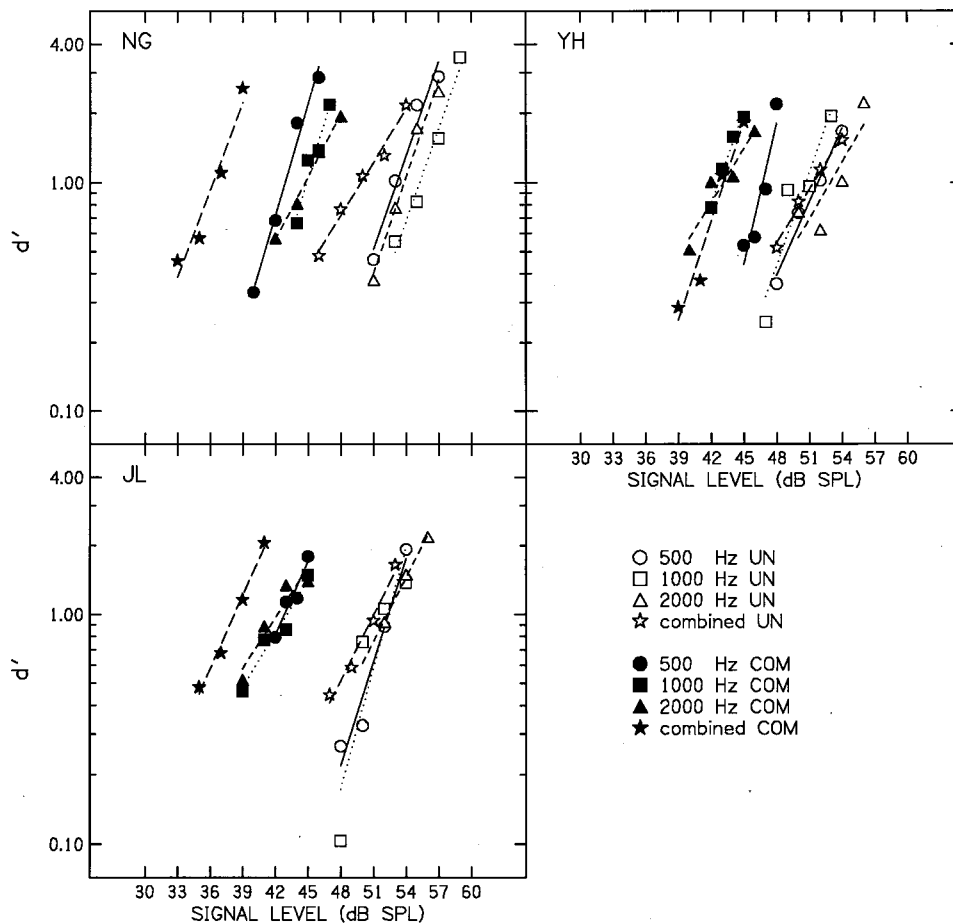 NG
YH
4.00
1.00
0.10
d′
30 33 36 39 42 45 48 51 54 57 60
SIGNAL LEVEL (dB SPL)
JL
4.00
1.00
0.10
d′
30 33 36 39 42 45 48 51 54 57 60
SIGNAL LEVEL (dB SPL)
500 Hz UN
1000 Hz UN
2000 Hz UN
combined UN
500 Hz COM
1000 Hz COM
2000 Hz COM
combined COM